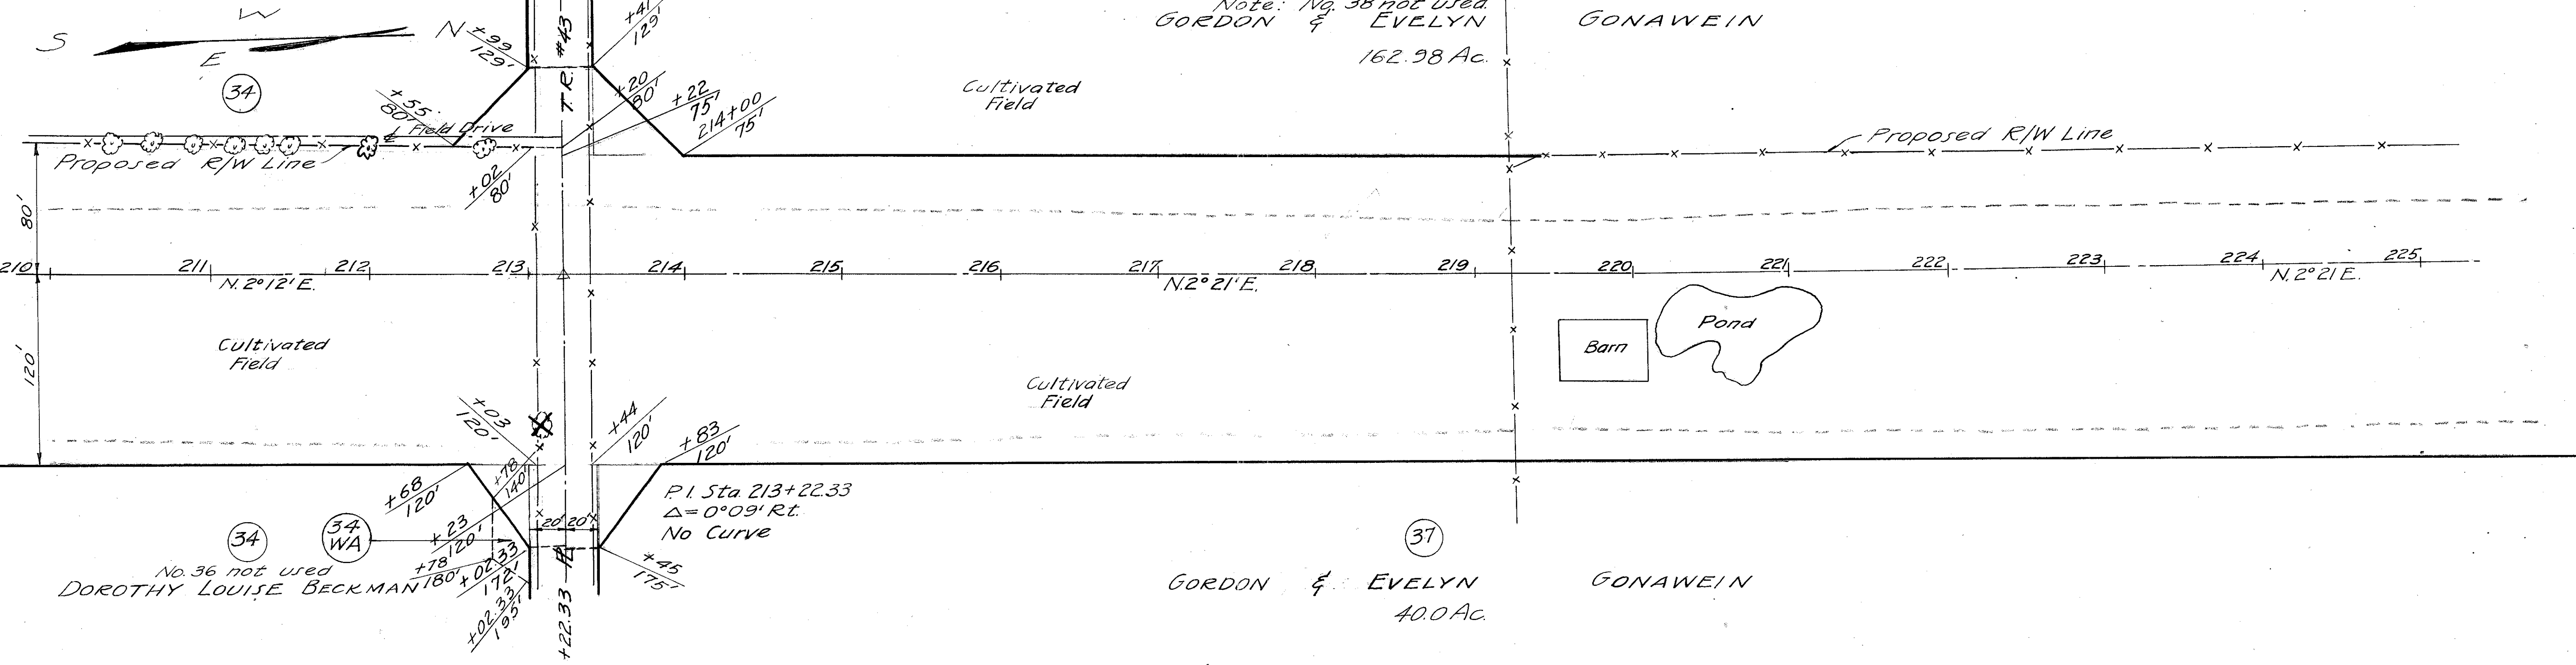 W
S
N
E
34
+99
129'
T.R. #43
+41
129'
Note: No. 38 not used.
GORDON & EVELYN GONAWEIN
162.98 Ac.
Cultivated
Field
+55
80'
+20
80'
+22
75'
214+00
75'
℄ Field Drive
Proposed R/W Line
Proposed R/W Line
+02
80'
80'
210 211 212 213 214 215 216 217 218 219 220 221 222 223 224 225
N. 2°12' E.
N. 2°21' E.
N. 2°21 E.
120'
Cultivated
Field
Cultivated
Field
Barn
Pond
+03
120'
+44
120'
+83
120'
+78
140'
+68
120'
+23
120'
20' 20'
P.I. Sta. 213+22.33
Δ = 0°09' Rt.
No Curve
34
34
WA
No. 36 not used
DOROTHY LOUISE BECKMAN
+78
180'
+02.33
172'
+02.33
195'
+22.33
+45
175'
37
GORDON & EVELYN GONAWEIN
40.0 Ac.